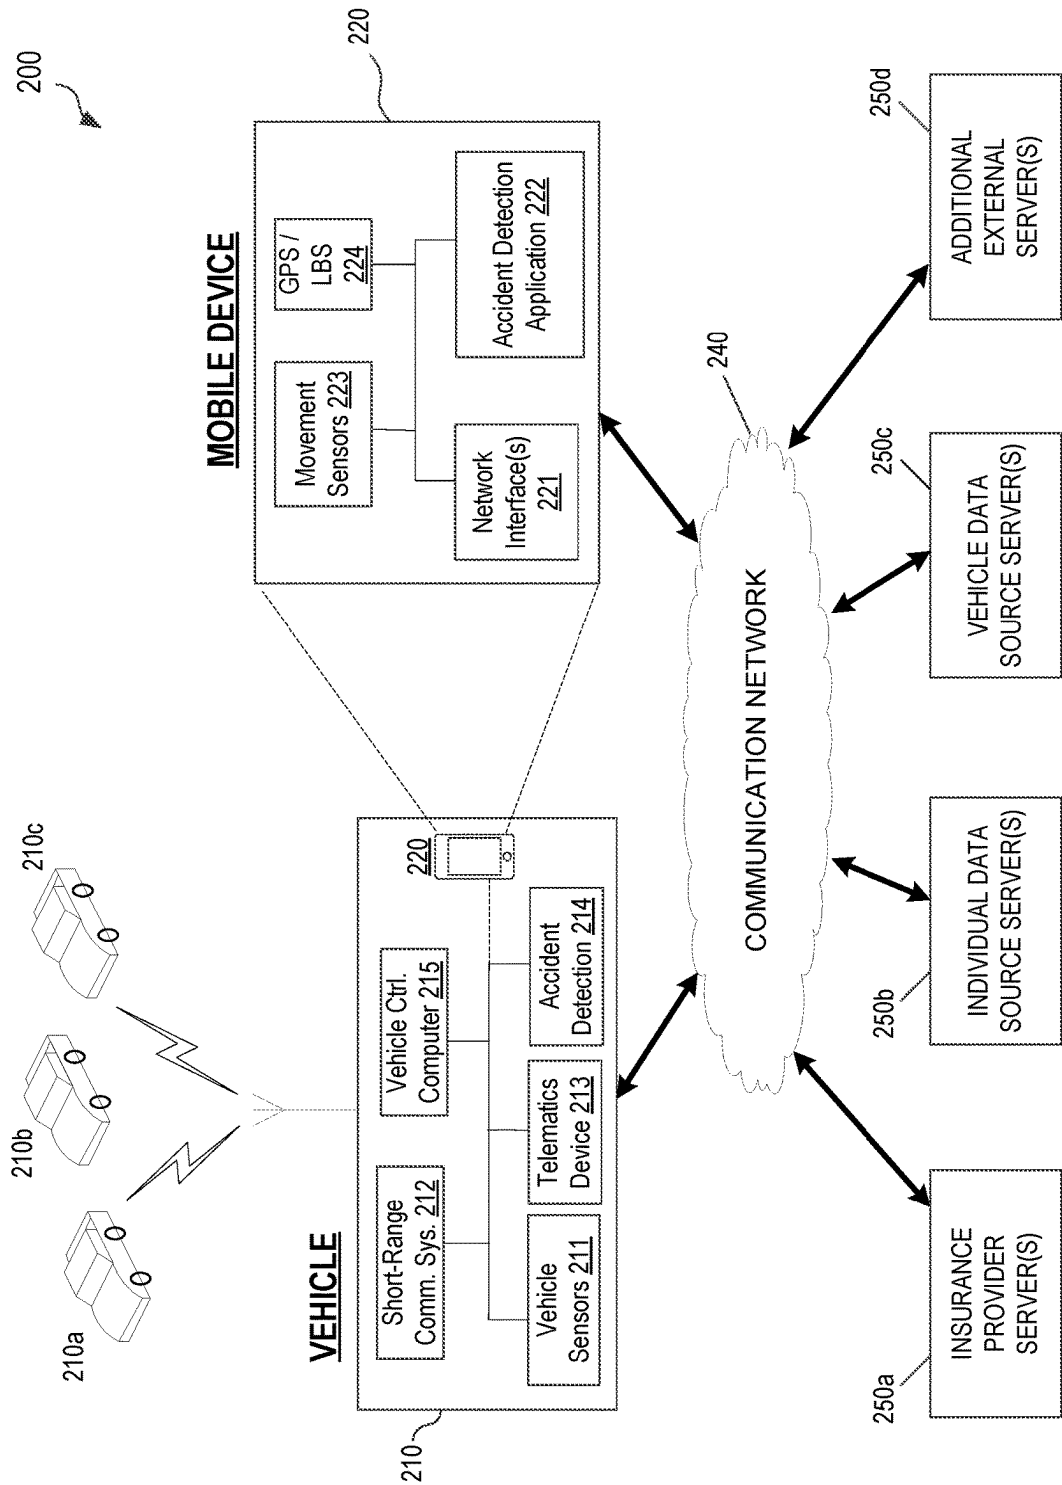 200
210c
210b
210a
MOBILE DEVICE
220
Movement
Sensors 223
GPS /
LBS
224
Network
Interface(s)
221
Accident Detection
Application 222
VEHICLE
210
Short-Range
Comm. Sys. 212
Vehicle Ctrl.
Computer 215
220
Vehicle
Sensors 211
Telematics
Device 213
Accident
Detection 214
240
COMMUNICATION NETWORK
250a
INSURANCE
PROVIDER
SERVER(S)
250b
INDIVIDUAL DATA
SOURCE SERVER(S)
250c
VEHICLE DATA
SOURCE SERVER(S)
250d
ADDITIONAL
EXTERNAL
SERVER(S)